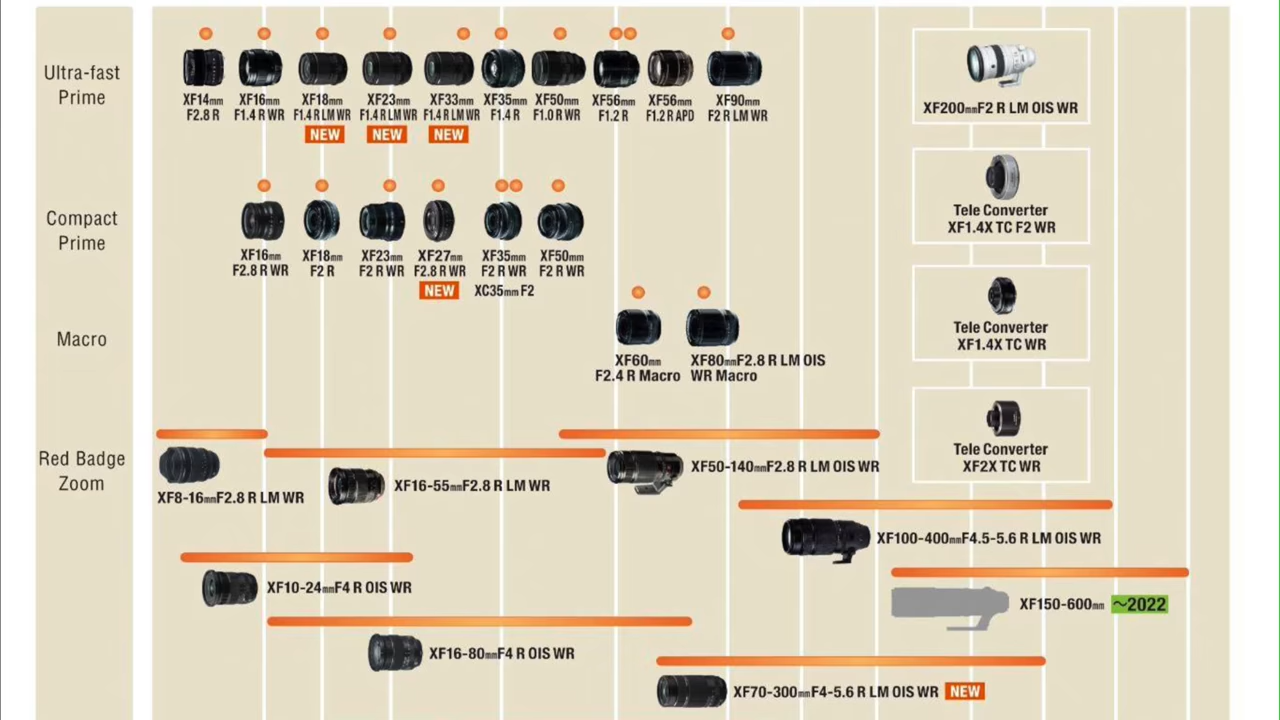 Ultra-fast
Prime
XF14mm
F2.8 R
XF16mm
F1.4 R WR
XF18mm
F1.4 R LM WR
NEW
XF23mm
F1.4 R LM WR
NEW
XF33mm
F1.4 R LM WR
NEW
XF35mm
F1.4 R
XF50mm
F1.0 R WR
XF56mm
F1.2 R
XF56mm
F1.2 R APD
XF90mm
F2 R LM WR
XF200mmF2 R LM OIS WR
Tele Converter
XF1.4X TC F2 WR
Compact
Prime
XF16mm
F2.8 R WR
XF18mm
F2 R
XF23mm
F2 R WR
XF27mm
F2.8 R WR
NEW
XF35mm
F2 R WR
XC35mm F2
XF50mm
F2 R WR
Tele Converter
XF1.4X TC WR
Macro
XF60mm
F2.4 R Macro
XF80mmF2.8 R LM OIS
WR Macro
Tele Converter
XF2X TC WR
Red Badge
Zoom
XF8-16mmF2.8 R LM WR
XF16-55mmF2.8 R LM WR
XF50-140mmF2.8 R LM OIS WR
XF100-400mmF4.5-5.6 R LM OIS WR
XF10-24mmF4 R OIS WR
XF150-600mm ～2022
XF16-80mmF4 R OIS WR
XF70-300mmF4-5.6 R LM OIS WR NEW